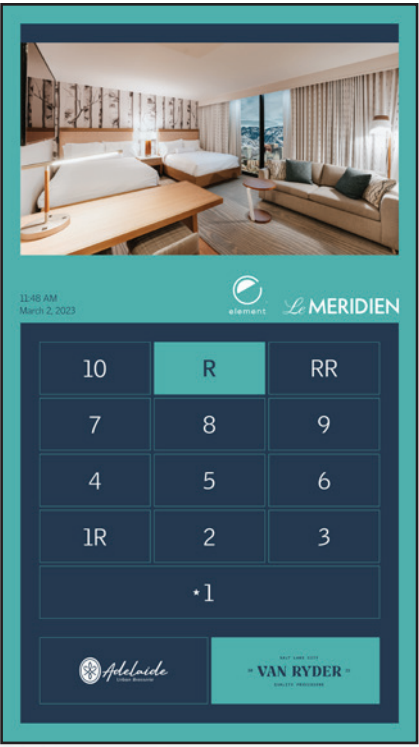 11:48 AM
March 2, 2023
element
Le MERIDIEN
10 R RR
7 8 9
4 5 6
1R 2 3
★1
Adelaide
Urban Brasserie
SALT LAKE CITY
VAN RYDER
QUALITY PROVISIONS